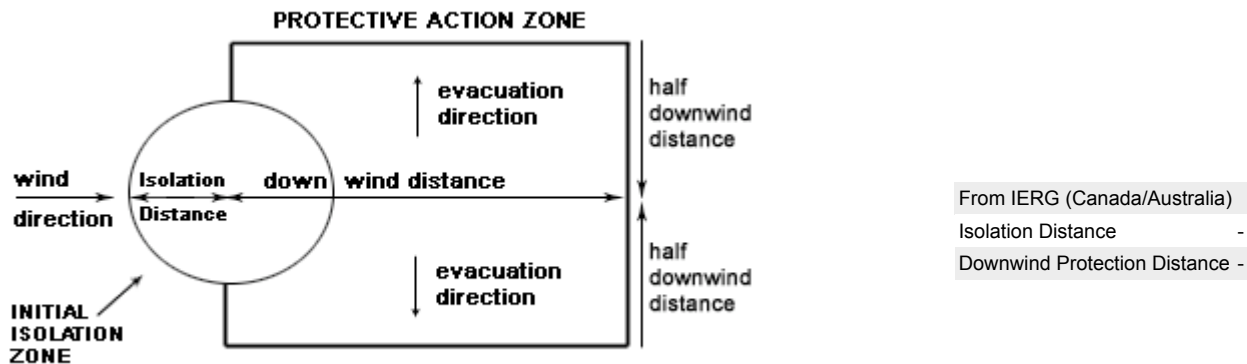 PROTECTIVE ACTION ZONE
evacuation
direction
half
downwind
distance
wind
direction
Isolation
Distance
down wind distance
evacuation
direction
half
downwind
distance
INITIAL
ISOLATION
ZONE
From IERG (Canada/Australia)
Isolation Distance -
Downwind Protection Distance -